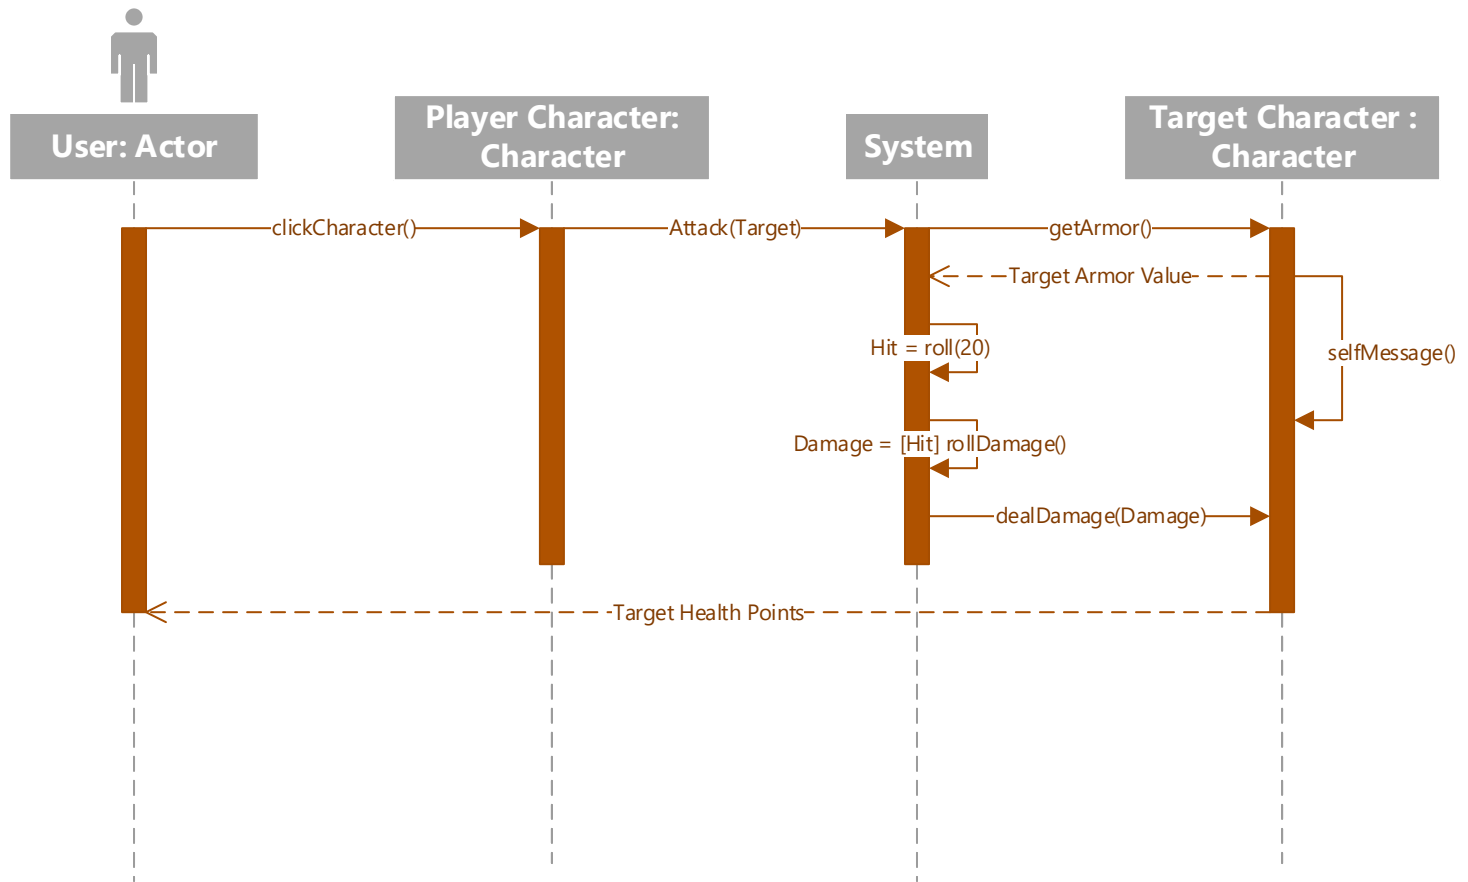 User: Actor
Player Character:
Character
System
Target Character :
Character
clickCharacter()
Attack(Target)
getArmor()
Target Armor Value
Hit = roll(20)
selfMessage()
Damage = [Hit] rollDamage()
dealDamage(Damage)
Target Health Points